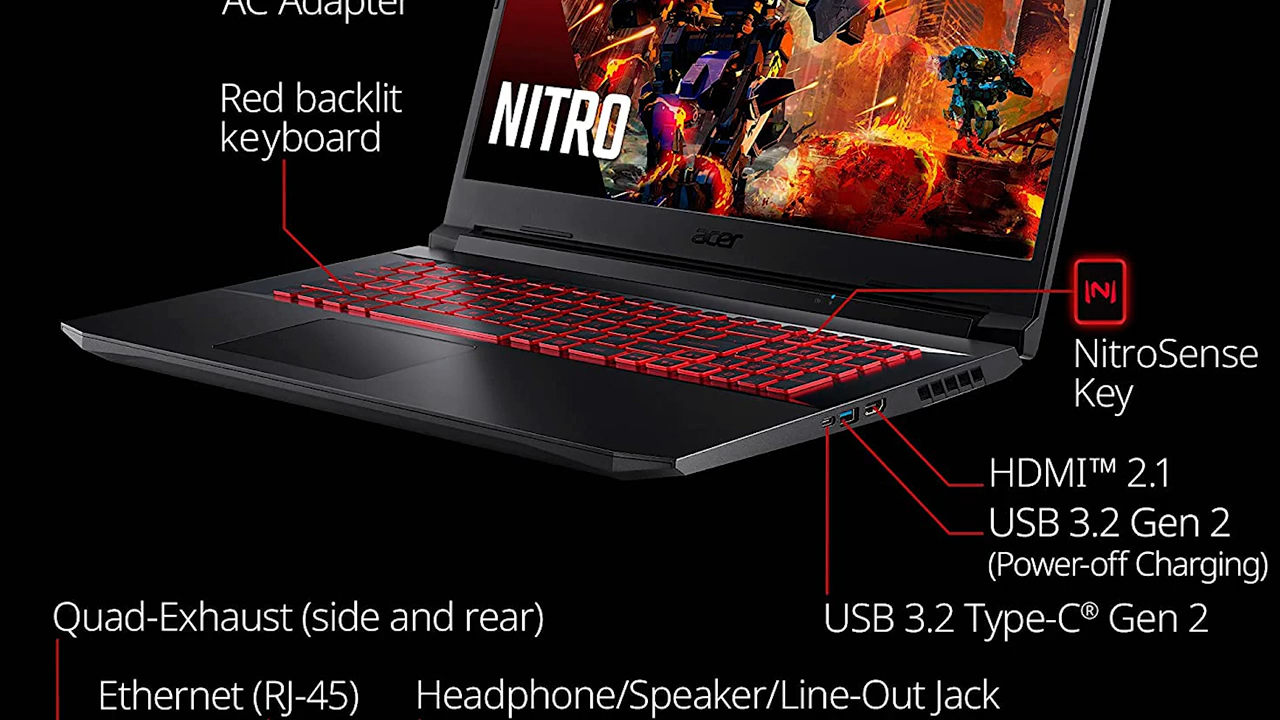 AC Adapter
Red backlit
keyboard
NITRO
acer
NitroSense
Key
HDMI™ 2.1
USB 3.2 Gen 2
(Power-off Charging)
USB 3.2 Type-C® Gen 2
Quad-Exhaust (side and rear)
Ethernet (RJ-45)
Headphone/Speaker/Line-Out Jack